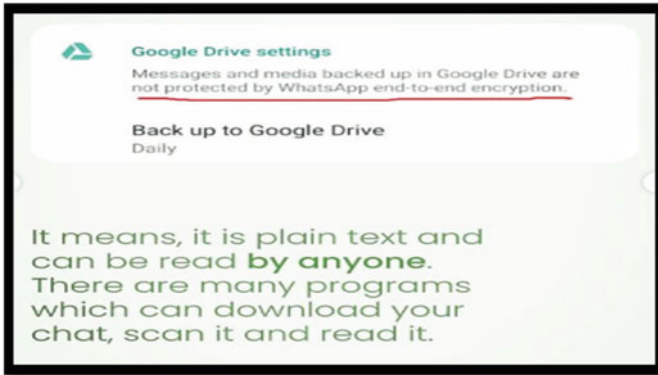 Google Drive settings
Messages and media backed up in Google Drive are
not protected by WhatsApp end-to-end encryption.
Back up to Google Drive
Daily
It means, it is plain text and
can be read by anyone.
There are many programs
which can download your
chat, scan it and read it.